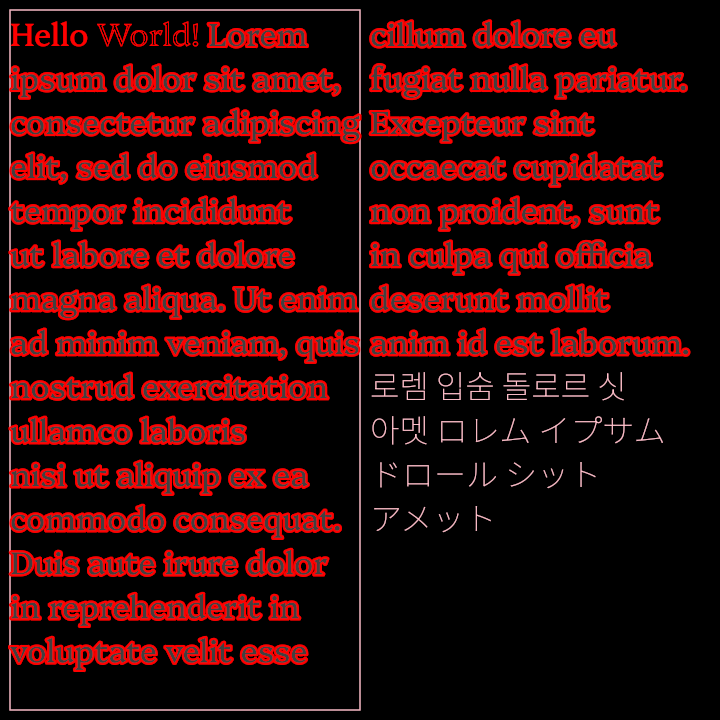 Hello World! Lorem
ipsum dolor sit amet,
consectetur adipiscing
elit, sed do eiusmod
tempor incididunt
ut labore et dolore
magna aliqua. Ut enim
ad minim veniam, quis
nostrud exercitation
ullamco laboris
nisi ut aliquip ex ea
commodo consequat.
Duis aute irure dolor
in reprehenderit in
voluptate velit esse
cillum dolore eu
fugiat nulla pariatur.
Excepteur sint
occaecat cupidatat
non proident, sunt
in culpa qui officia
deserunt mollit
anim id est laborum.
로렘 입숨 돌로르 싯
아멧 ロレム イプサム
ドロール シット
アメット